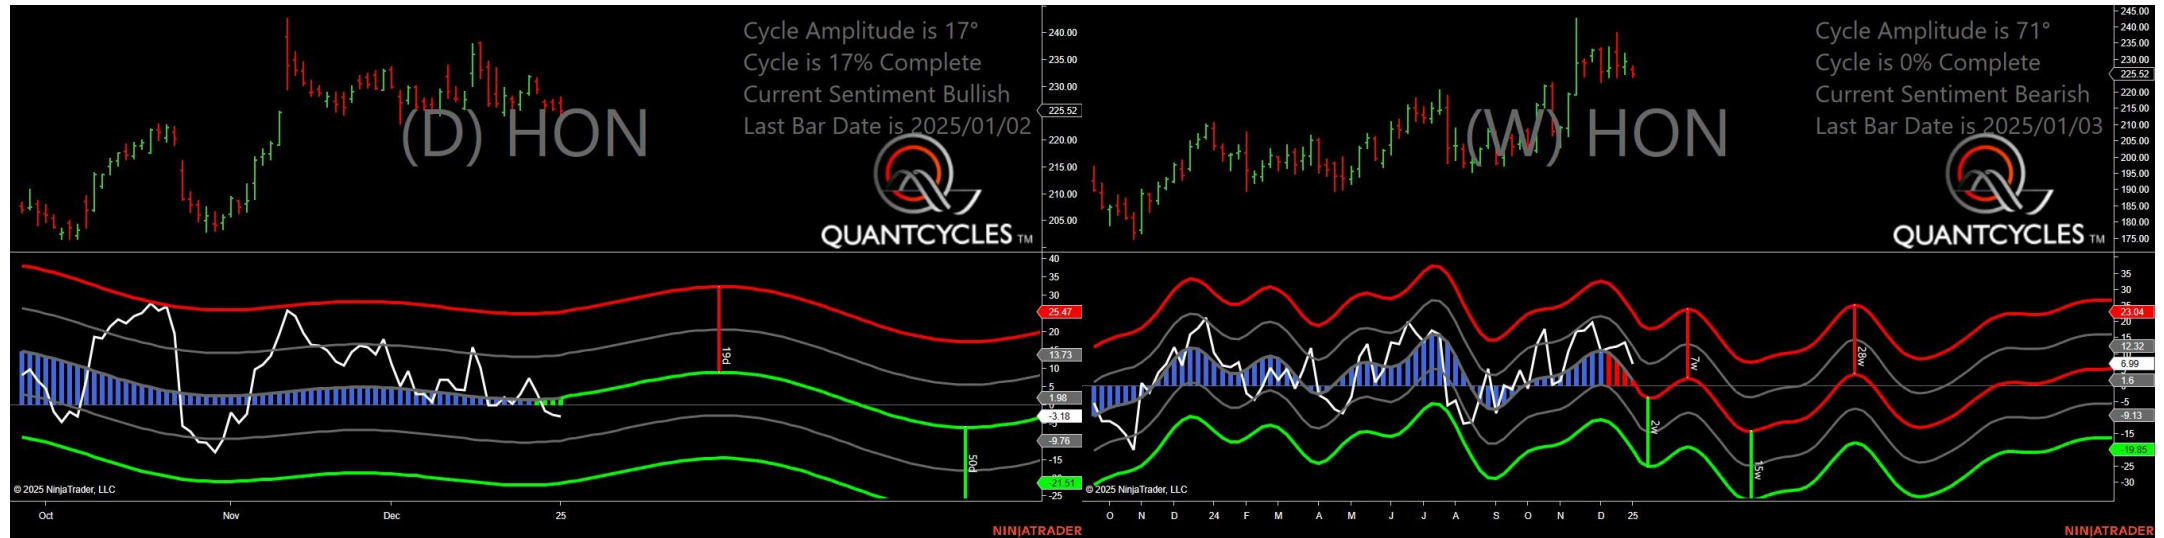 Cycle Amplitude is 17°
Cycle is 17% Complete
Current Sentiment Bullish
Last Bar Date is 2025/01/02
(D) HON
QUANTCYCLES TM
240.00
235.00
230.00
225.52
220.00
215.00
210.00
205.00
40
35
30
25.47
20
13.73
10
5
1.98
-3.18
-9.76
-15
-21.51
-25
19d
50d
© 2025 NinjaTrader, LLC
Oct Nov Dec 25
NINJATRADER
Cycle Amplitude is 71°
Cycle is 0% Complete
Current Sentiment Bearish
Last Bar Date is 2025/01/03
(W) HON
QUANTCYCLES TM
245.00
240.00
235.00
230.00
225.52
220.00
215.00
210.00
205.00
200.00
195.00
190.00
185.00
180.00
175.00
35
30
23.04
20
12.32
6.99
1.6
-5
-9.13
-15
-19.85
-25
-30
7w
28w
2w
15w
© 2025 NinjaTrader, LLC
O N D 24 F M A M J J A S O N D 25
NINJATRADER